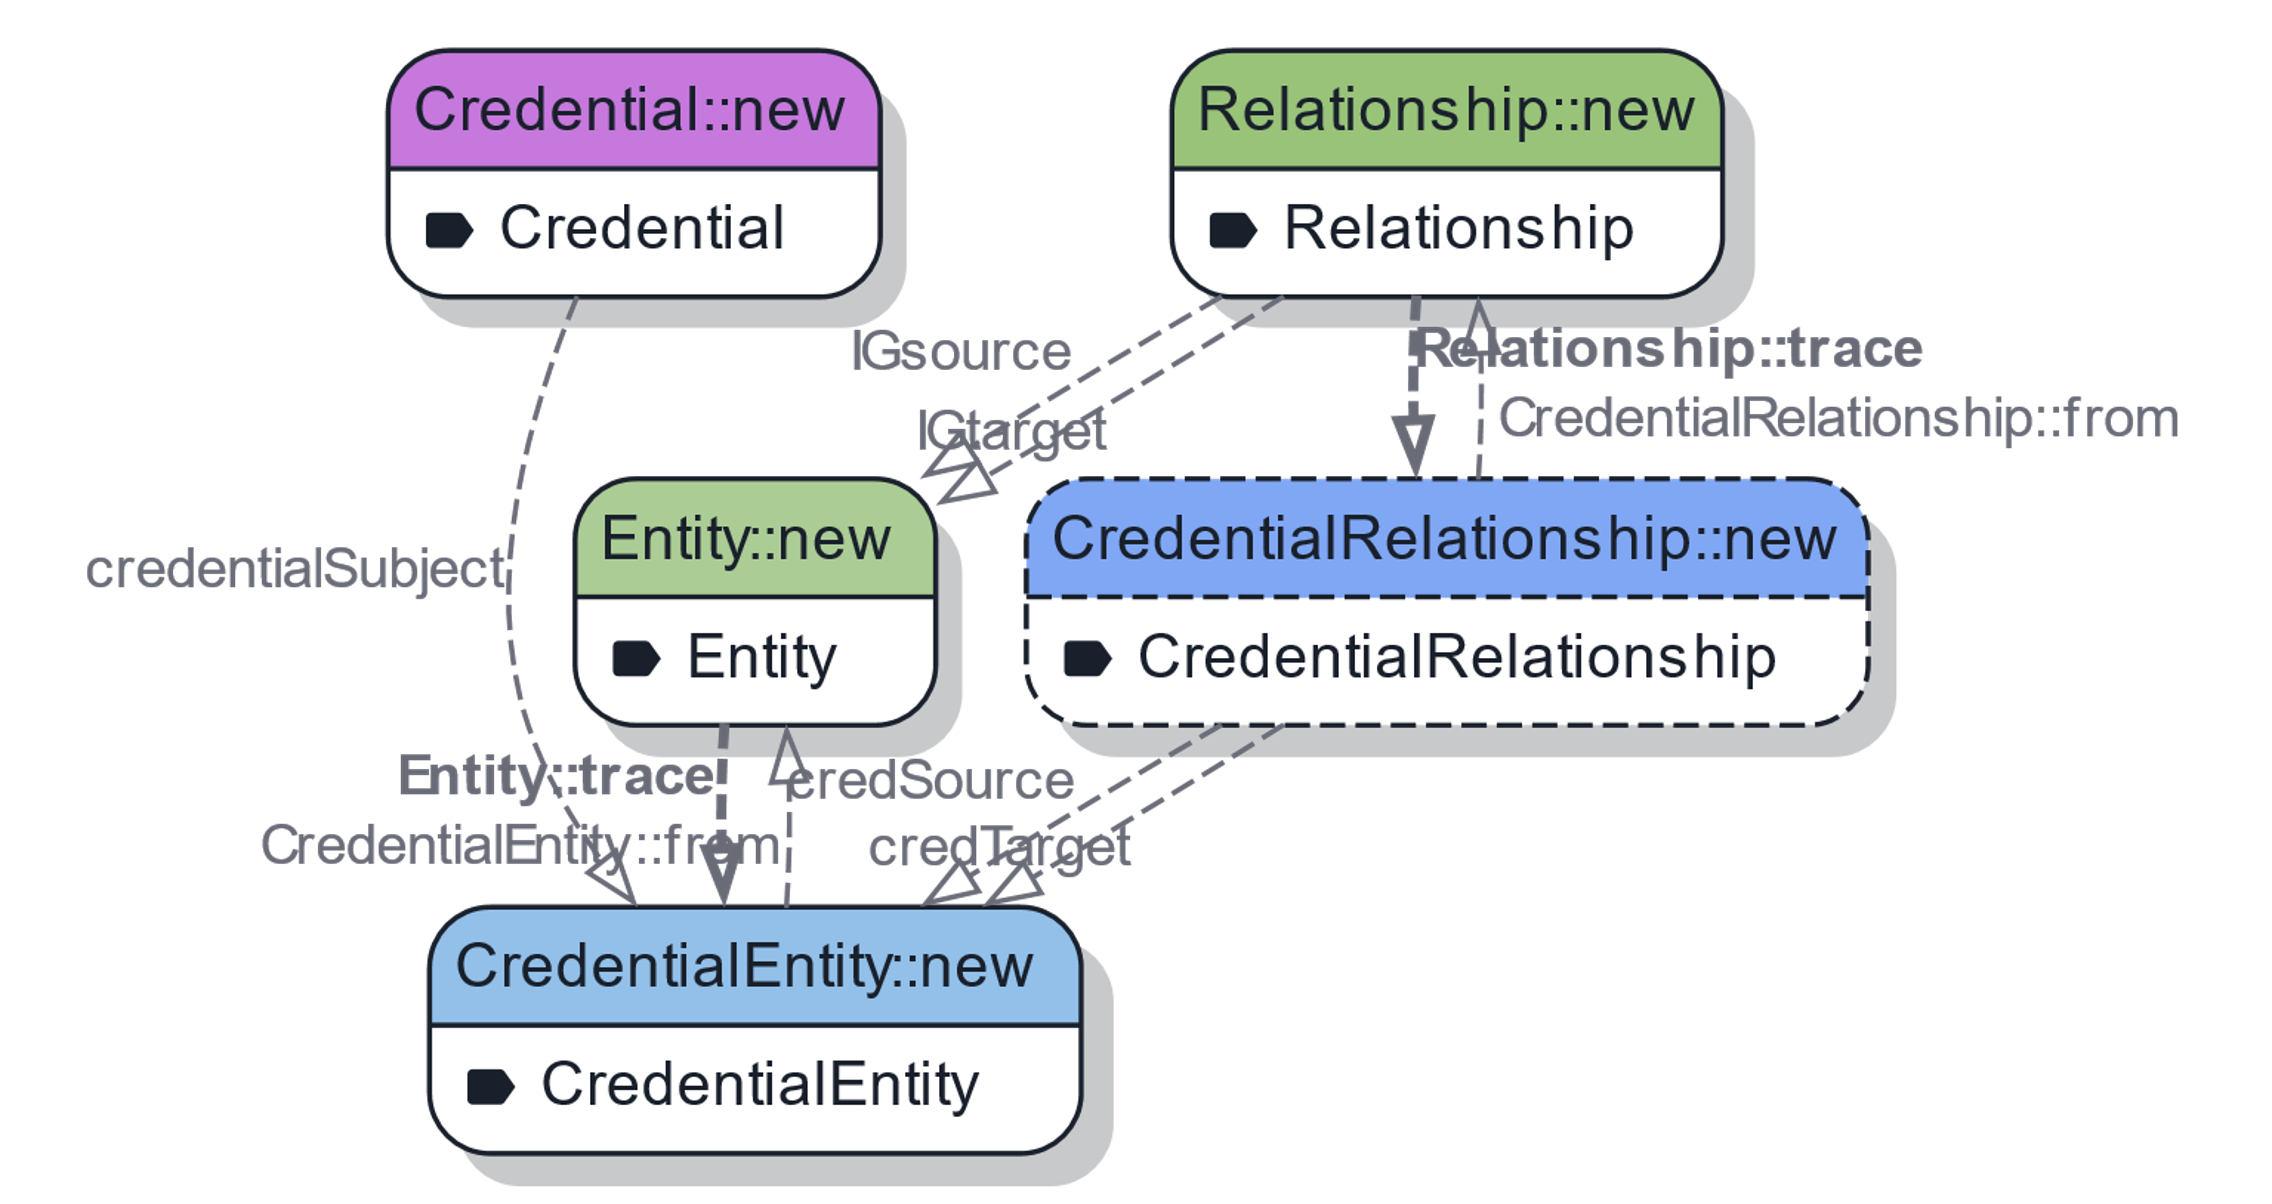 Credential::new
Relationship::new
Credential
Relationship
IGsource
Relationship::trace
CredentialRelationship::from
IGtarget
Entity::new
CredentialRelationship::new
credentialSubject
Entity
CredentialRelationship
Entity::trace
credSource
CredentialEntity::from
credTarget
CredentialEntity::new
CredentialEntity